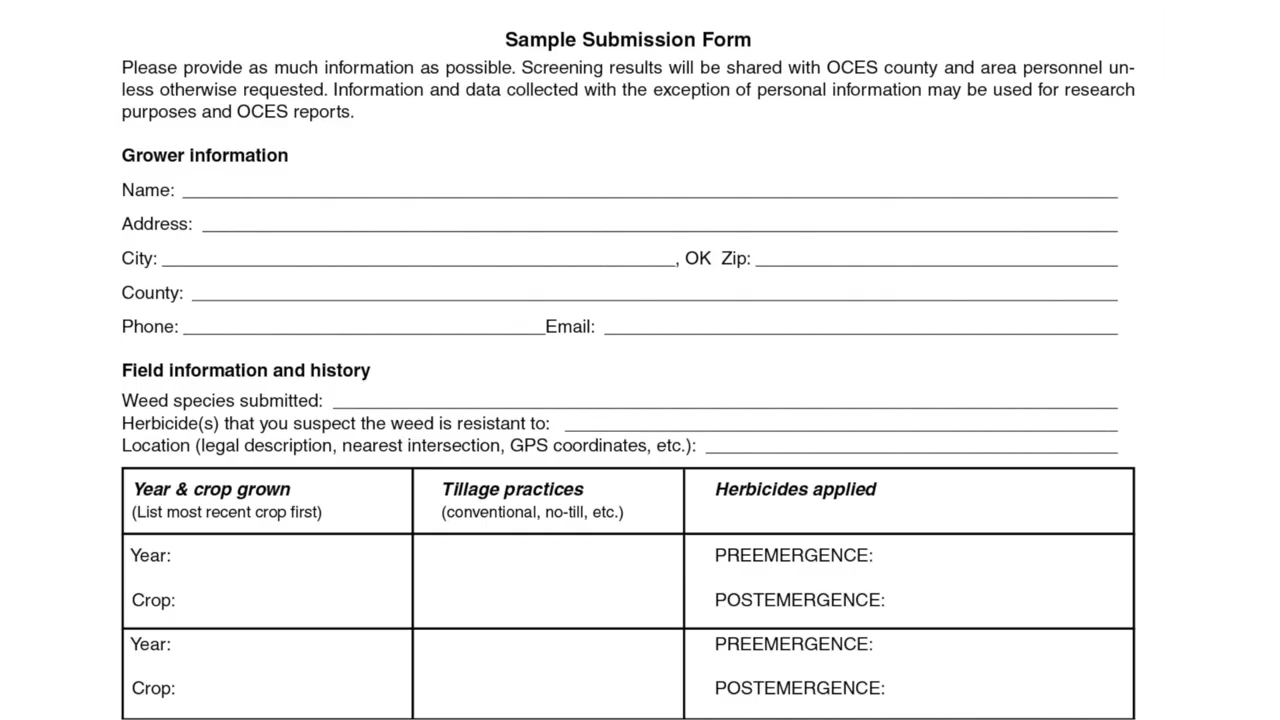 Sample Submission Form
Please provide as much information as possible. Screening results will be shared with OCES county and area personnel un-
less otherwise requested. Information and data collected with the exception of personal information may be used for research
purposes and OCES reports.
Grower information
Name:
Address:
City: , OK Zip:
County:
Phone: Email:
Field information and history
Weed species submitted:
Herbicide(s) that you suspect the weed is resistant to:
Location (legal description, nearest intersection, GPS coordinates, etc.):
Year & crop grown Tillage practices Herbicides applied
(List most recent crop first) (conventional, no-till, etc.)
Year: PREEMERGENCE:
Crop: POSTEMERGENCE:
Year: PREEMERGENCE:
Crop: POSTEMERGENCE: